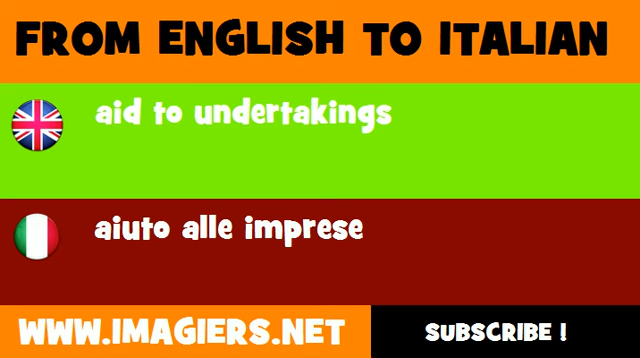 FROM ENGLISH TO ITALIAN
aid to undertakings
aiuto alle imprese
WWW.IMAGIERS.NET
SUBSCRIBE !